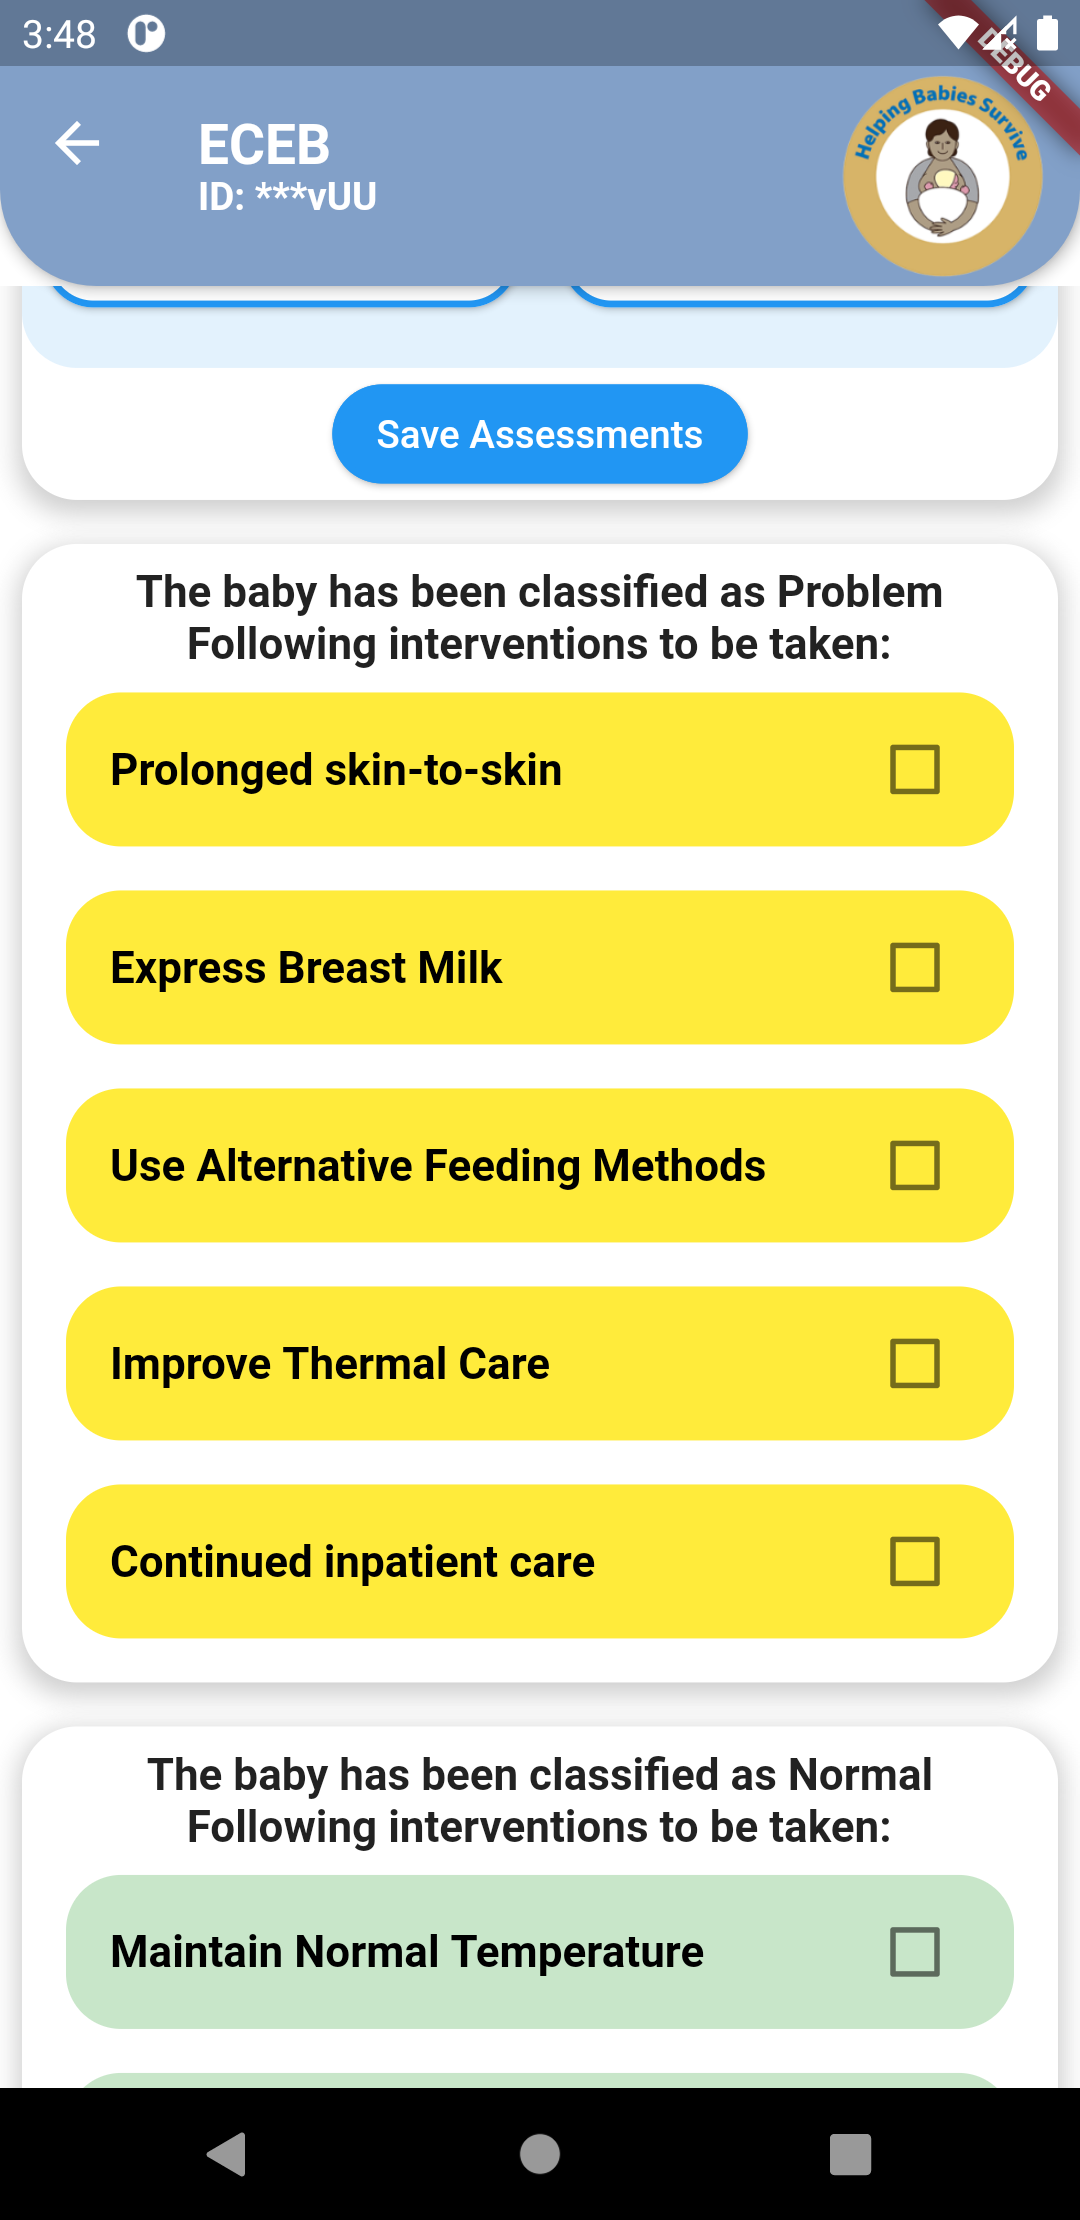 3:48
DEBUG
ECEB
ID: ***vUU
Helping Babies Survive
Save Assessments
The baby has been classified as Problem
Following interventions to be taken:
Prolonged skin-to-skin
Express Breast Milk
Use Alternative Feeding Methods
Improve Thermal Care
Continued inpatient care
The baby has been classified as Normal
Following interventions to be taken:
Maintain Normal Temperature